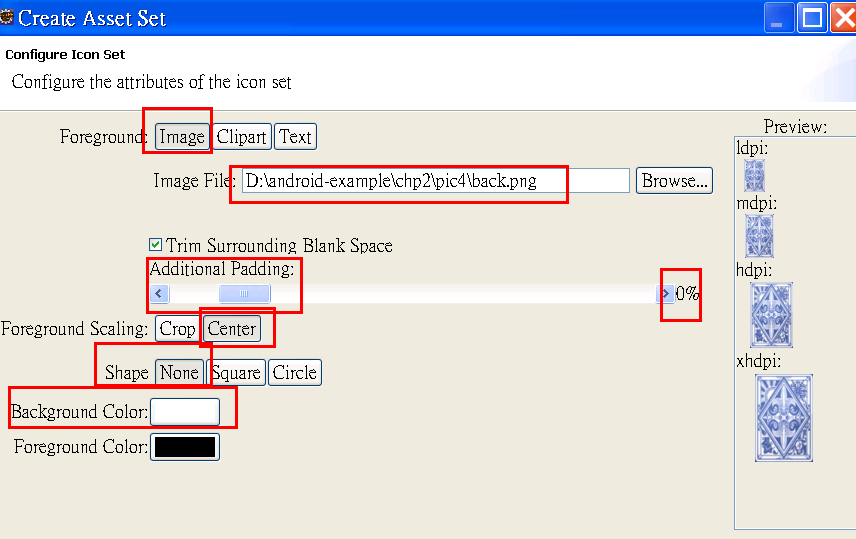 Create Asset Set
Configure Icon Set
Configure the attributes of the icon set
Foreground: Image Clipart Text
Image File: D:\android-example\chp2\pic4\back.png Browse...
Trim Surrounding Blank Space
Additional Padding:
0%
Foreground Scaling: Crop Center
Shape None Square Circle
Background Color:
Foreground Color:
Preview:
ldpi:
mdpi:
hdpi:
xhdpi: